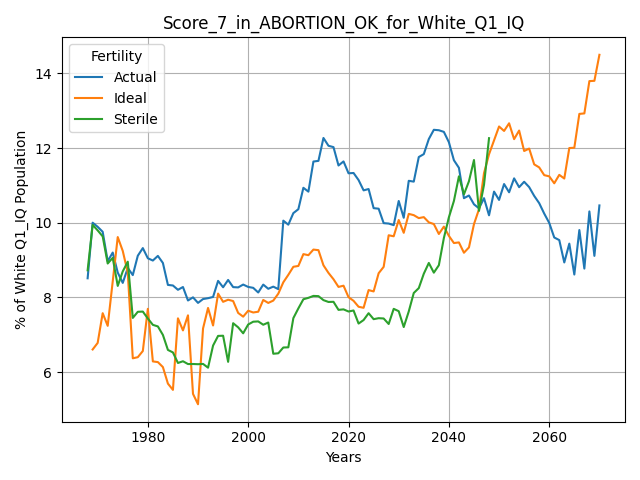 Score_7_in_ABORTION_OK_for_White_Q1_IQ
Fertility
Actual
Ideal
Sterile
% of White Q1_IQ Population
14
12
10
8
6
1980
2000
2020
2040
2060
Years